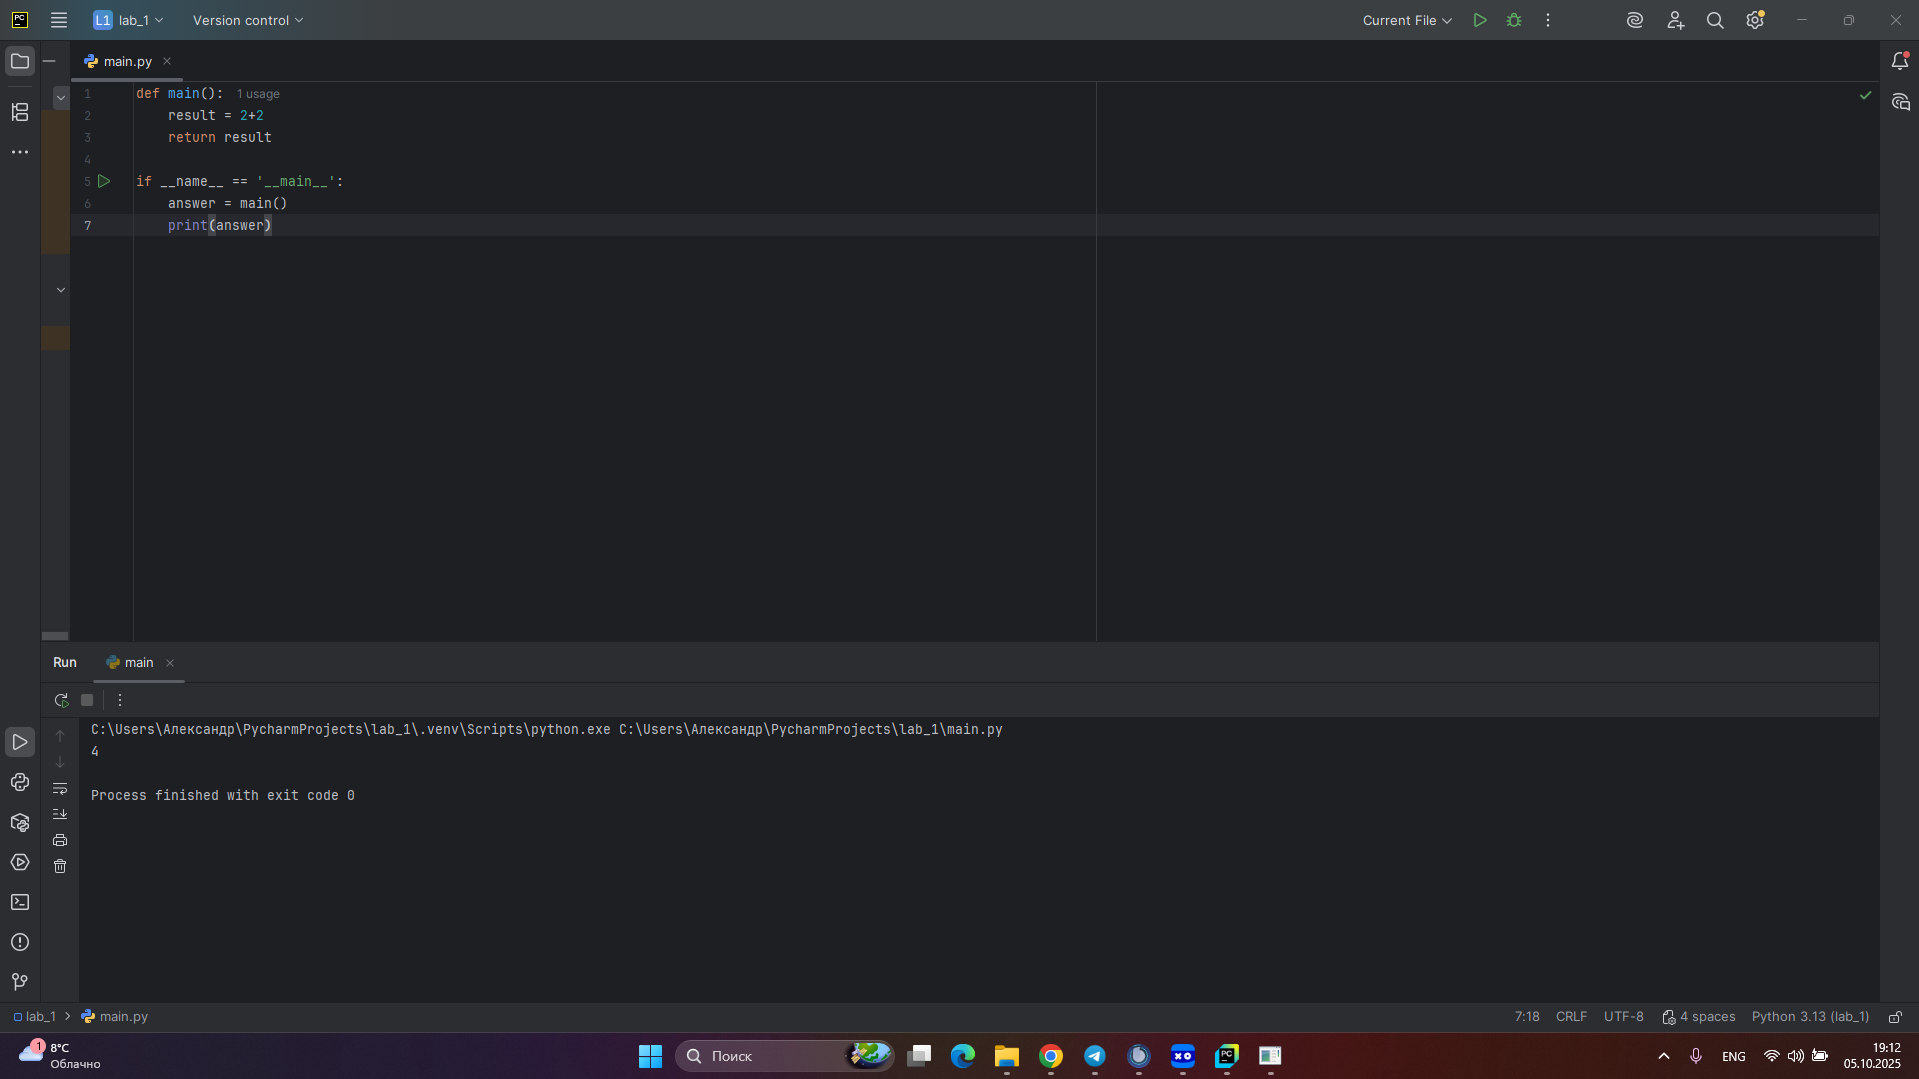 PC
L1 lab_1
Version control
Current File
main.py
1 def main(): 1 usage
2 result = 2+2
3 return result
4
5 if __name__ == '__main__':
6 answer = main()
7 print(answer)
Run
main
C:\Users\Александр\PycharmProjects\lab_1\.venv\Scripts\python.exe C:\Users\Александр\PycharmProjects\lab_1\main.py
4
Process finished with exit code 0
lab_1 > main.py
7:18 CRLF UTF-8 4 spaces Python 3.13 (lab_1)
1
8°C
Облачно
Поиск
XO
PC
ENG
19:12
05.10.2025